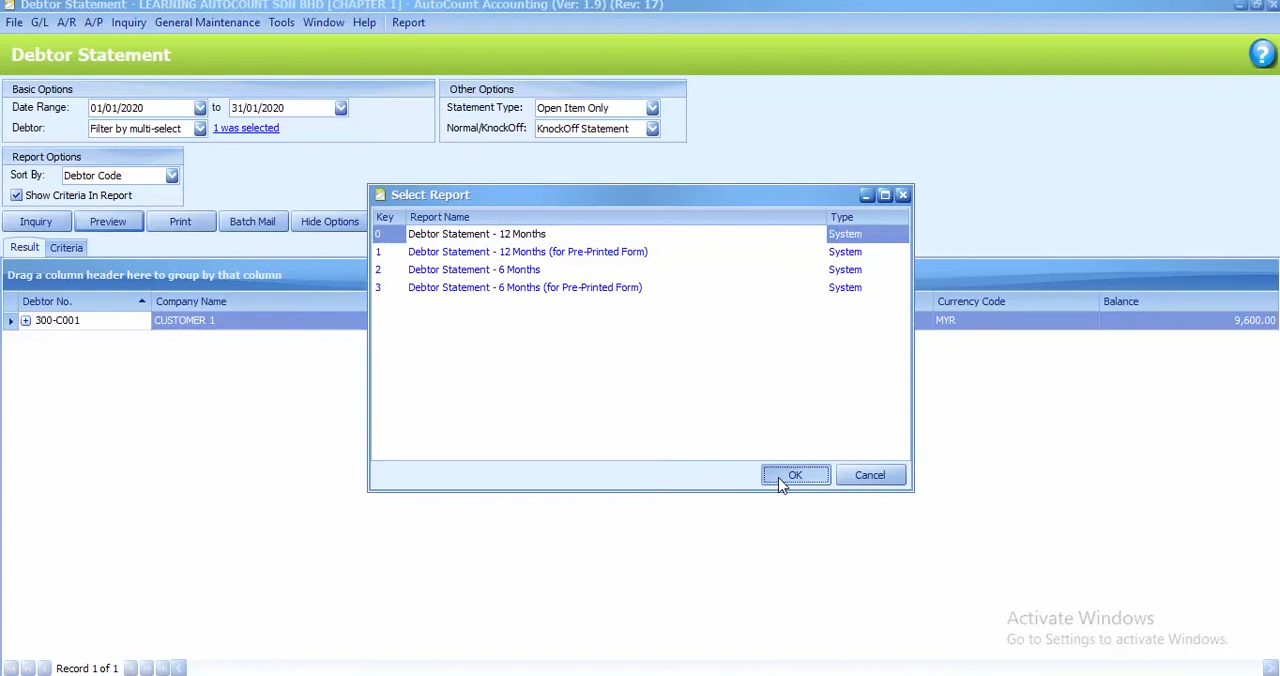 Debtor Statement - LEARNING AUTOCOUNT SDN BHD [CHAPTER 1] - AutoCount Accounting (Ver: 1.9) (Rev: 17)
File G/L A/R A/P Inquiry General Maintenance Tools Window Help Report
Debtor Statement
?
Basic Options
Other Options
Date Range: 01/01/2020 to 31/01/2020
Statement Type: Open Item Only
Debtor: Filter by multi-select 1 was selected
Normal/KnockOff: KnockOff Statement
Report Options
Sort By: Debtor Code
Show Criteria In Report
Select Report
Key Report Name Type
0 Debtor Statement - 12 Months System
1 Debtor Statement - 12 Months (for Pre-Printed Form) System
2 Debtor Statement - 6 Months System
3 Debtor Statement - 6 Months (for Pre-Printed Form) System
OK Cancel
Inquiry Preview Print Batch Mail Hide Options
Result Criteria
Drag a column header here to group by that column
Debtor No. Company Name Currency Code Balance
300-C001 CUSTOMER 1 MYR 9,600.00
Activate Windows
Go to Settings to activate Windows.
Record 1 of 1